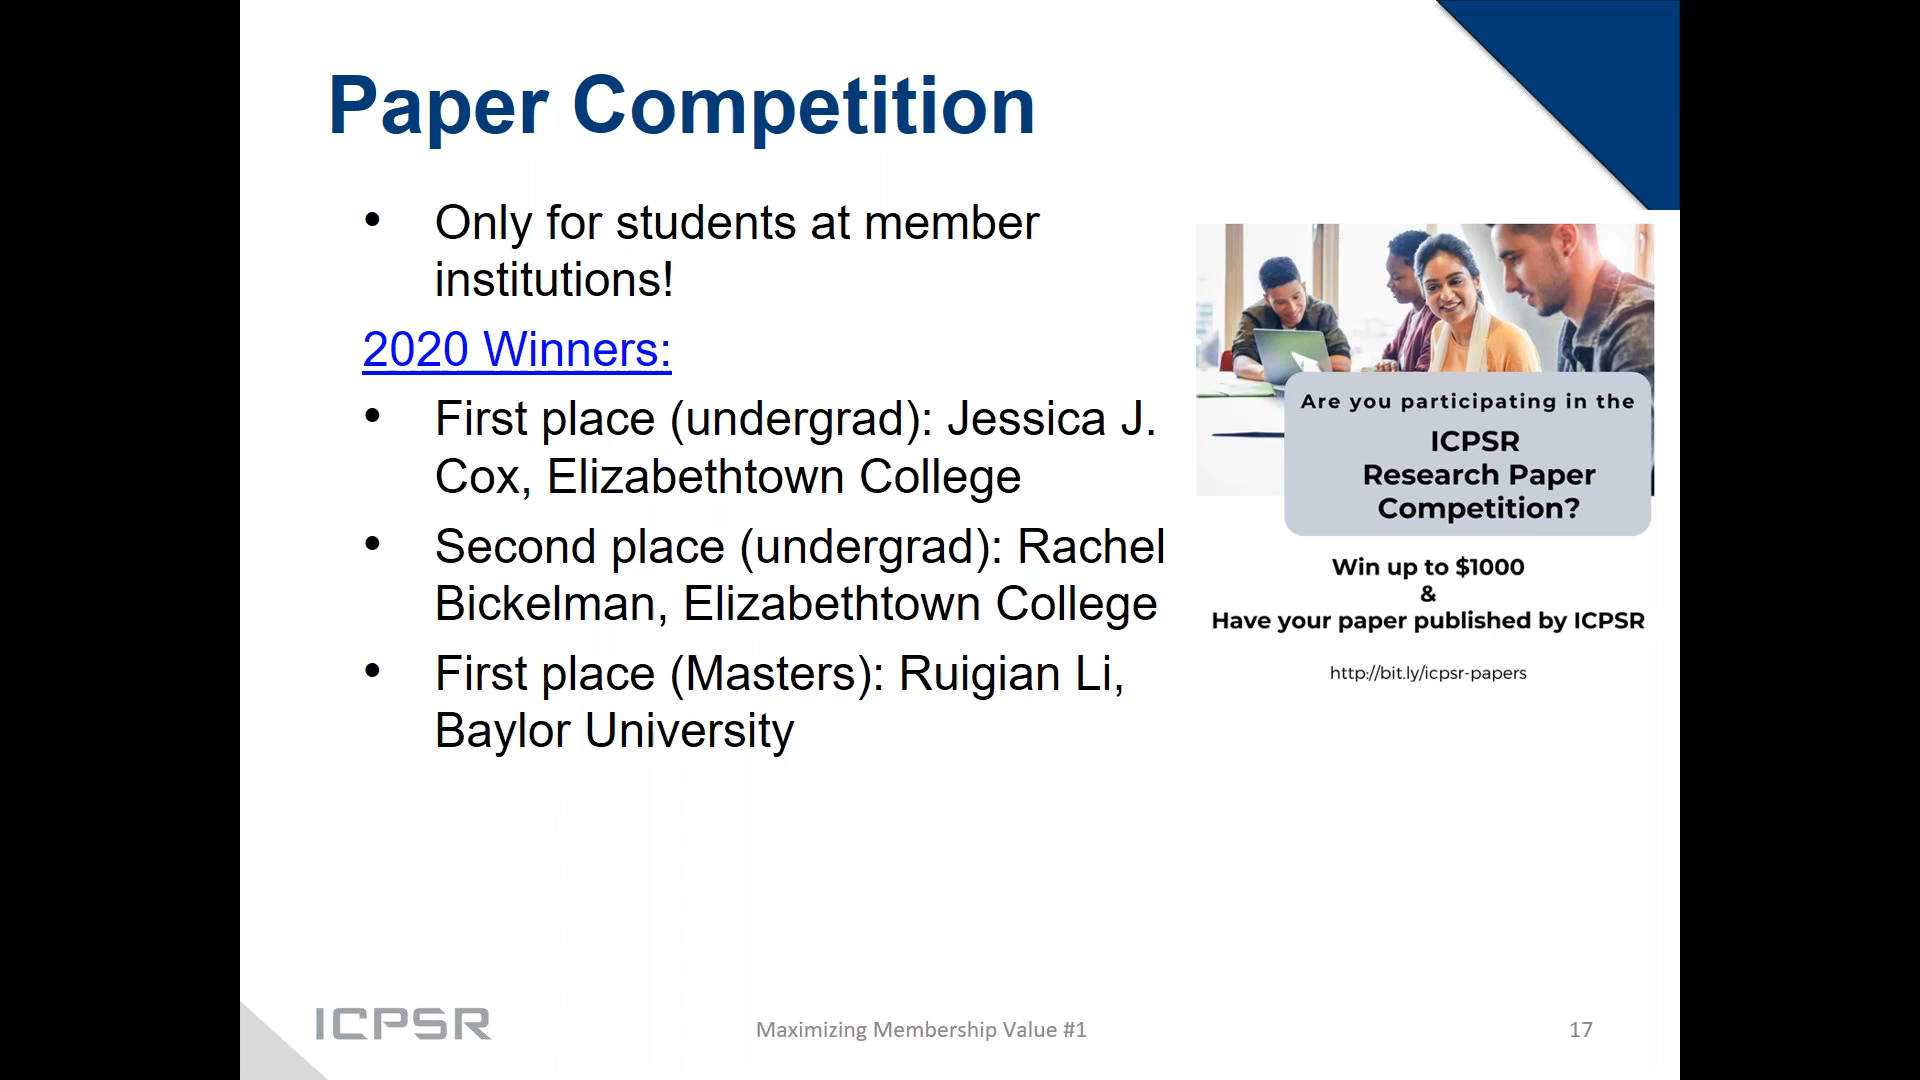 Paper Competition
• Only for students at member
institutions!
2020 Winners:
• First place (undergrad): Jessica J.
Cox, Elizabethtown College
• Second place (undergrad): Rachel
Bickelman, Elizabethtown College
• First place (Masters): Ruigian Li,
Baylor University
Are you participating in the
ICPSR
Research Paper
Competition?
Win up to $1000
&
Have your paper published by ICPSR
http://bit.ly/icpsr-papers
ICPSR
Maximizing Membership Value #1
17